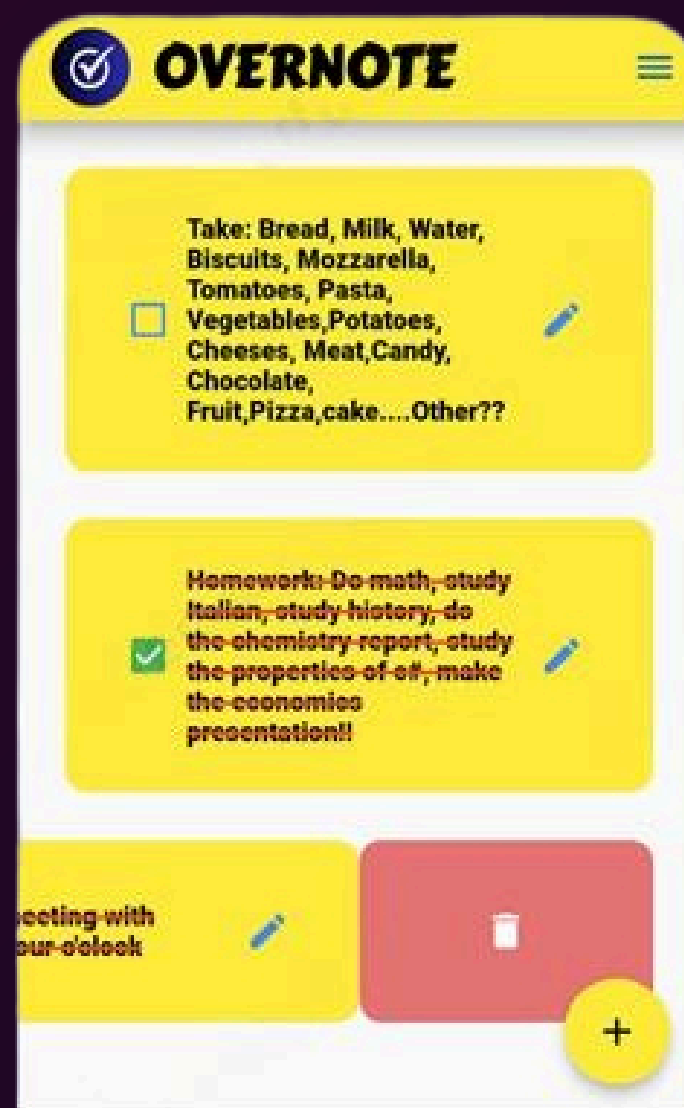 OVERNOTE
Take: Bread, Milk, Water,
Biscuits, Mozzarella,
Tomatoes, Pasta,
Vegetables,Potatoes,
Cheeses, Meat,Candy,
Chocolate,
Fruit,Pizza,cake....Other??
Homework: Do math, study
Italian, study history, do
the chemistry report, study
the properties of c#, make
the economics
presentation!!
eeting with
our o'clock
+